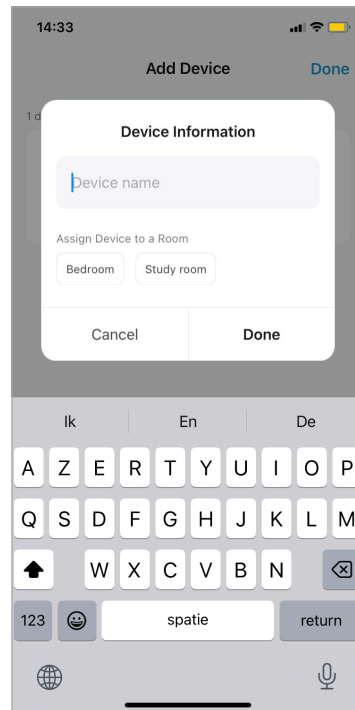 14:33
Add Device
Done
1 d
Device Information
Device name
Assign Device to a Room
Bedroom Study room
Cancel Done
Ik En De
A Z E R T Y U I O P
Q S D F G H J K L M
W X C V B N
123 spatie return